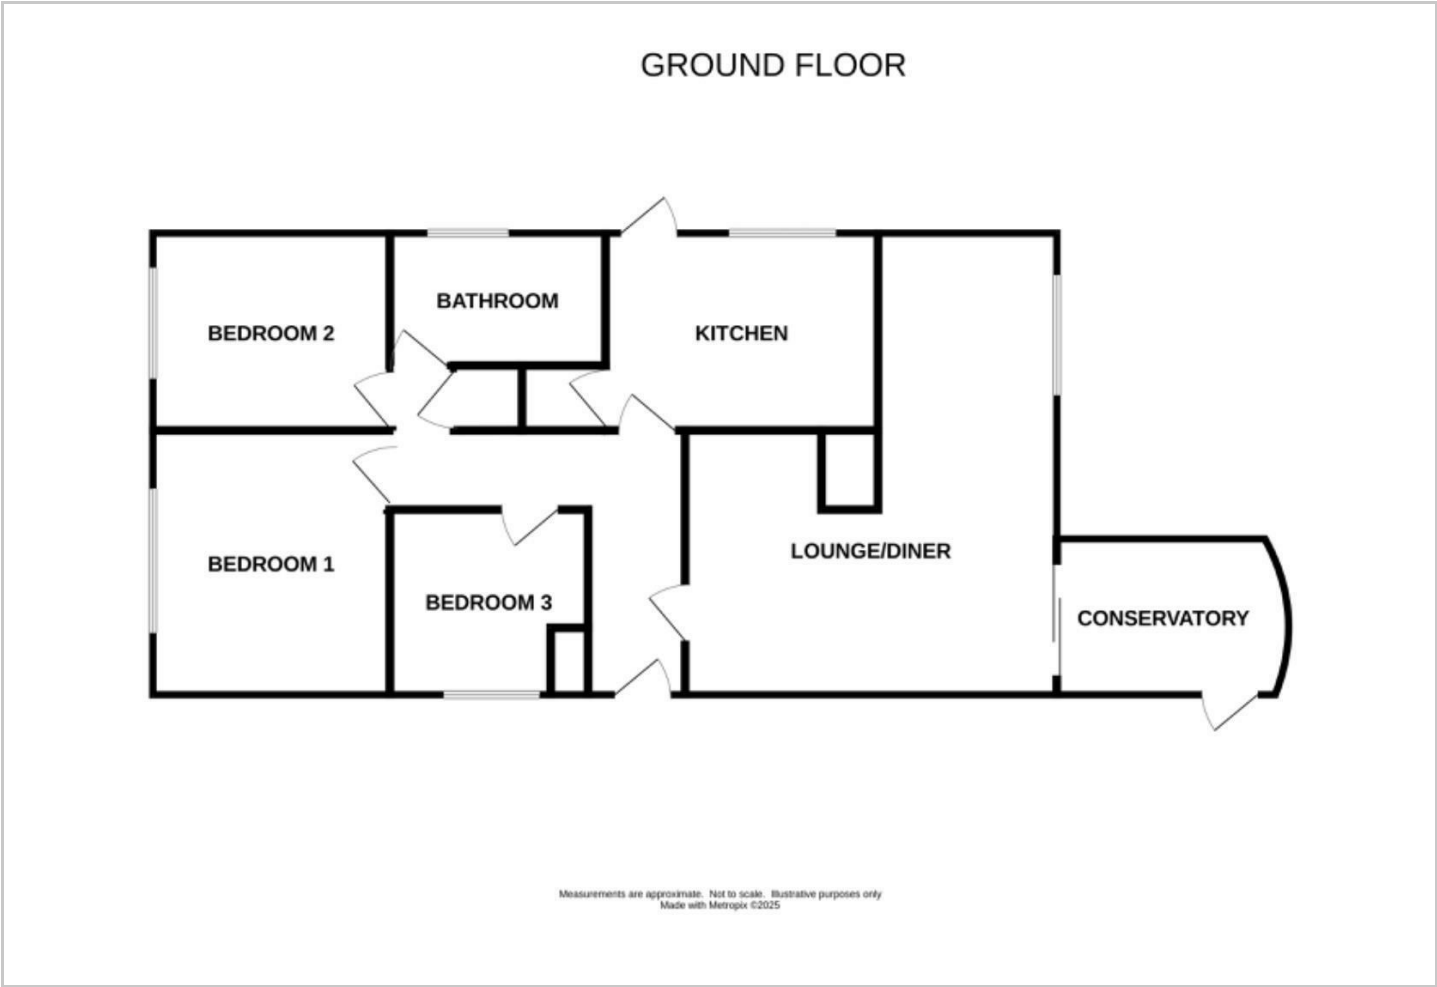 GROUND FLOOR
BATHROOM
BEDROOM 2
KITCHEN
LOUNGE/DINER
BEDROOM 1
BEDROOM 3
CONSERVATORY
Measurements are approximate. Not to scale. Illustrative purposes only
Made with Metropix ©2025